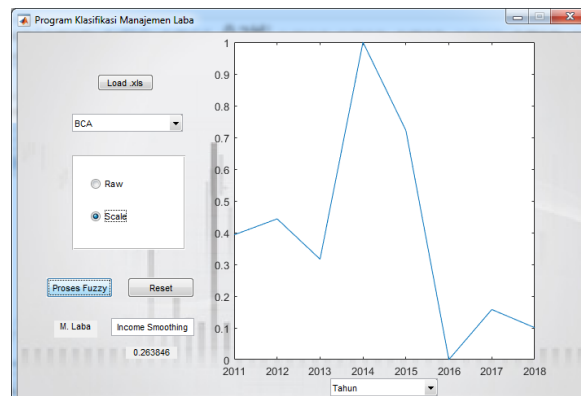 Program Klasifikasi Manajemen Laba
Load .xls
BCA
Raw
Scale
Proses Fuzzy
Reset
M. Laba
Income Smoothing
0.263846
1
0.9
0.8
0.7
0.6
0.5
0.4
0.3
0.2
0.1
0
2011 2012 2013 2014 2015 2016 2017 2018
Tahun